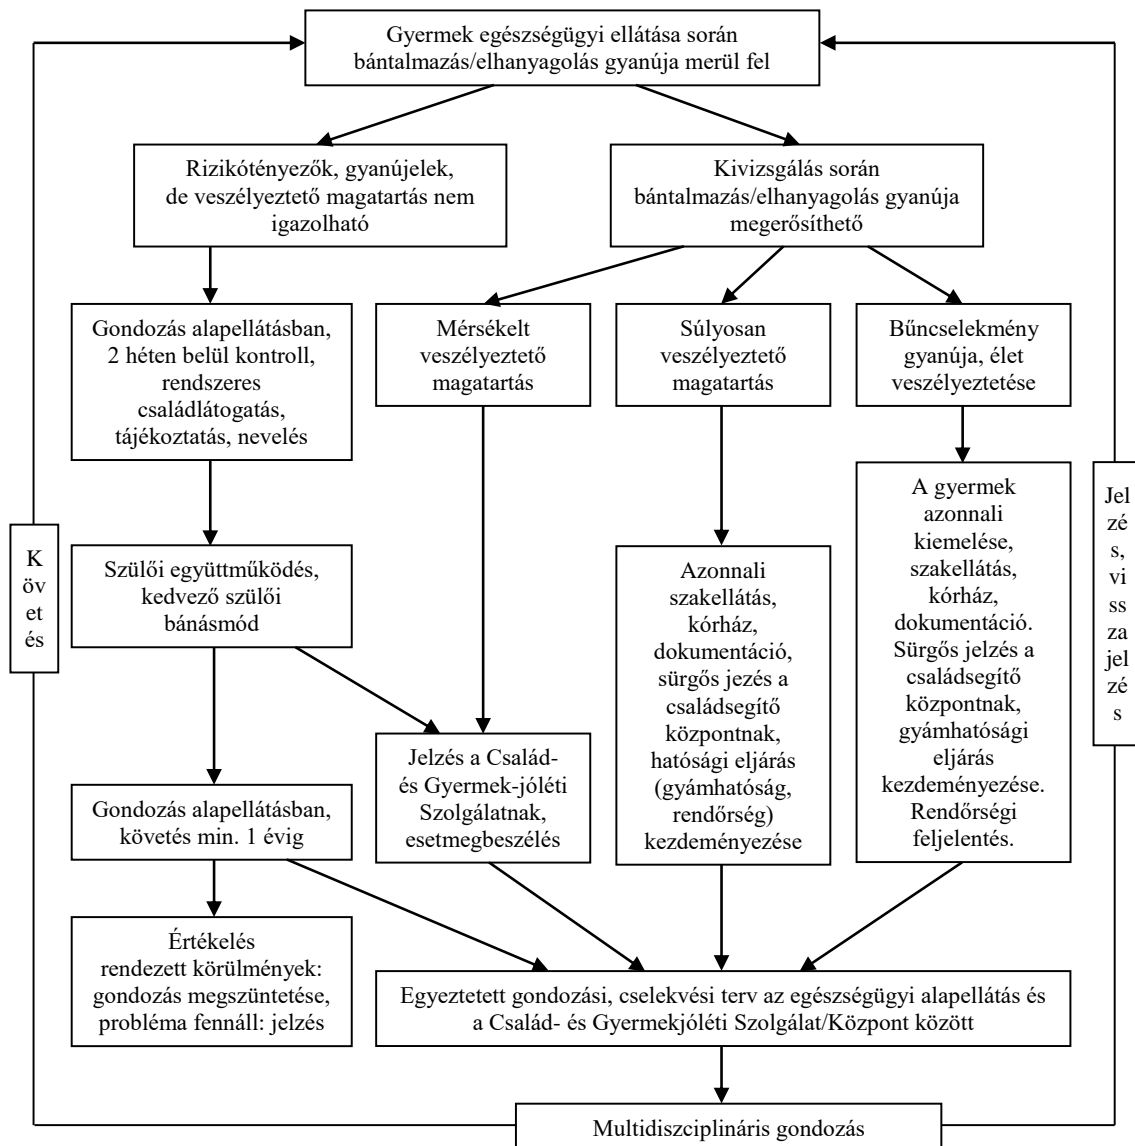 Gyermek egészségügyi ellátása során
bántalmazás/elhanyagolás gyanúja merül fel
Rizikótényezők, gyanújelek,
de veszélyeztető magatartás nem
igazolható
Kivizsgálás során
bántalmazás/elhanyagolás gyanúja
megerősíthető
Gondozás alapellátásban,
2 héten belül kontroll,
rendszeres
családlátogatás,
tájékoztatás, nevelés
Mérsékelt
veszélyeztető
magatartás
Súlyosan
veszélyeztető
magatartás
Bűncselekmény
gyanúja, élet
veszélyeztetése
K
öv
et
és
Szülői együttműködés,
kedvező szülői
bánásmód
Azonnali
szakellátás,
kórház,
dokumentáció,
sürgős jezés a
családsegítő
központnak,
hatósági eljárás
(gyámhatóság,
rendőrség)
kezdeményezése
A gyermek
azonnali
kiemelése,
szakellátás,
kórház,
dokumentáció.
Sürgős jelzés a
családsegítő
központnak,
gyámhatósági
eljárás
kezdeményezése.
Rendőrségi
feljelentés.
Jel
zé
s,
vi
ss
za
jel
zé
s
Gondozás alapellátásban,
követés min. 1 évig
Jelzés a Család-
és Gyermek-jóléti
Szolgálatnak,
esetmegbeszélés
Értékelés
rendezett körülmények:
gondozás megszüntetése,
probléma fennáll: jelzés
Egyeztetett gondozási, cselekvési terv az egészségügyi alapellátás és
a Család- és Gyermekjóléti Szolgálat/Központ között
Multidiszciplináris gondozás